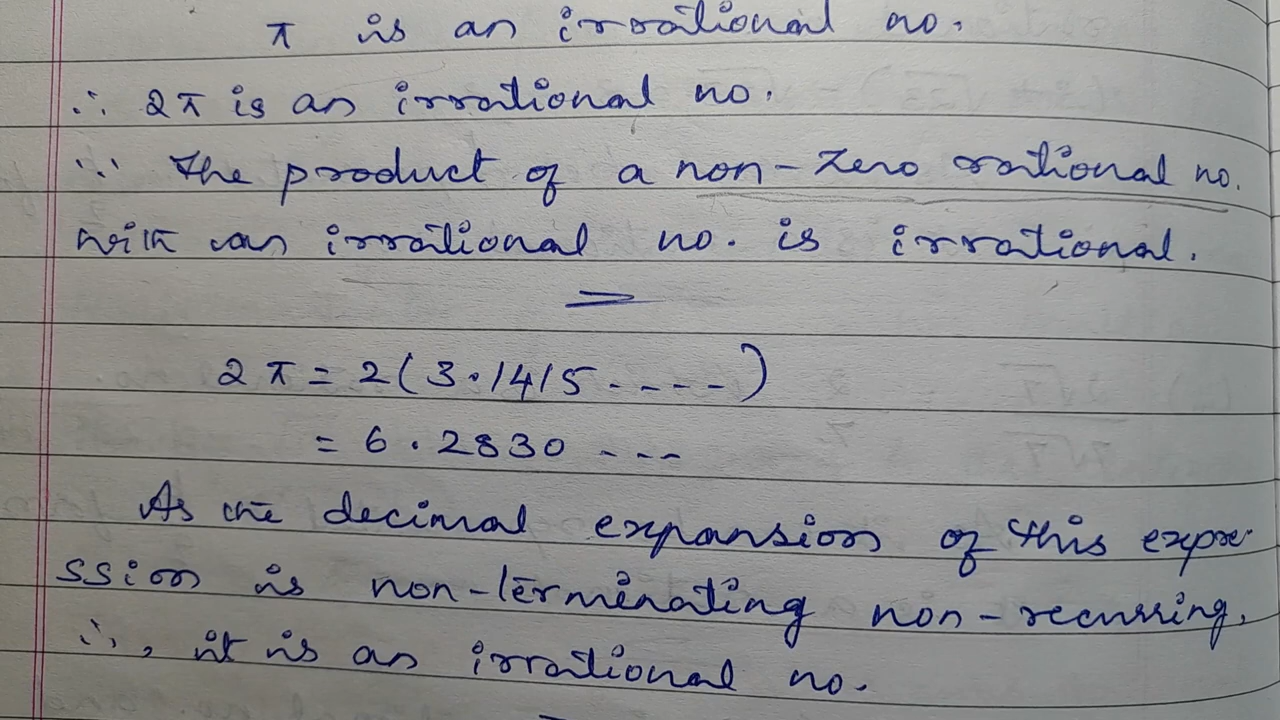 π is an irrational no.
∴ 2π is an irrational no.
∵ the product of a non-zero rational no.
with an irrational no. is irrational.
2π = 2(3.1415-----)
= 6.2830 ---
As the decimal expansion of this expre-
ssion is non-terminating non-recurring.
∴, it is an irrational no.